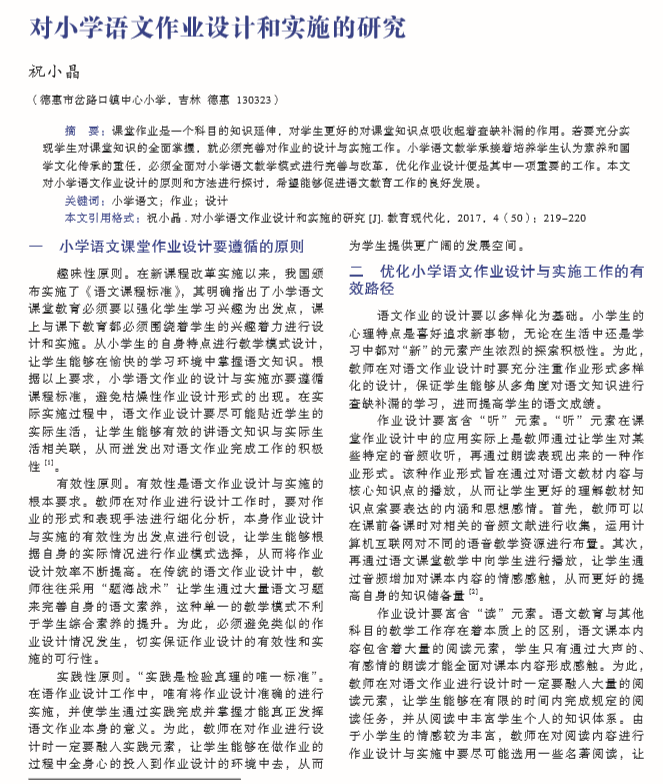 对小学语文作业设计和实施的研究
祝小晶
（德惠市岔路口镇中心小学，吉林 德惠 130323）
摘 要：课堂作业是一个科目的知识延伸，对学生更好的对课堂知识点吸收起着查缺补漏的作用。若要充分实
现学生对课堂知识的全面掌握，就必须完善对作业的设计与实施工作。小学语文教学承接着培养学生认为素养和国
学文化传承的重任，必须全面对小学语文教学模式进行完善与改革，优化作业设计便是其中一项重要的工作。本文
对小学语文作业设计的原则和方法进行探讨，希望能够促进语文教育工作的良好发展。
关键词：小学语文；作业；设计
本文引用格式：祝小晶．对小学语文作业设计和实施的研究 [J]. 教育现代化，2017，4（50）：219-220
一 小学语文课堂作业设计要遵循的原则
趣味性原则。在新课程改革实施以来，我国颁
布实施了《语文课程标准》，其明确指出了小学语文
课堂教育必须要以强化学生学习兴趣为出发点，课
上与课下教育都必须围绕着学生的兴趣着力进行设
计和实施。从小学生的自身特点进行教学模式设计，
让学生能够在愉快的学习环境中掌握语文知识。根
据以上要求，小学语文作业的设计与实施亦要遵循
课程标准，避免枯燥性作业设计形式的出现。在实
际实施过程中，语文作业设计要尽可能贴近学生的
实际生活，让学生能够有效的讲语文知识与实际生
活相关联，从而迸发出对语文作业完成工作的积极
性 [1]。
有效性原则。有效性是语文作业设计与实施的
根本要求。教师在对作业进行设计工作时，要对作
业的形式和表现手法进行细化分析，本身作业设计
与实施的有效性为出发点进行创设，让学生能够根
据自身的实际情况进行作业模式选择，从而将作业
设计效率不断提高。在传统的语文作业设计中，教
师往往采用“题海战术”让学生通过大量语文习题
来完善自身的语文素养，这种单一的教学模式不利
于学生综合素养的提升。为此，必须避免类似的作
业设计情况发生，切实保证作业设计的有效性和实
施的可行性。
实践性原则。“实践是检验真理的唯一标准”。
在语作业设计工作中，唯有将作业设计准确的进行
实施，并使学生通过实践完成并掌握才能真正发挥
语文作业本身的意义。为此，教师在对作业进行设
计时一定要融入实践元素，让学生能够在做作业的
过程中全身心的投入到作业设计的环境中去，从而
为学生提供更广阔的发展空间。
二 优化小学语文作业设计与实施工作的有
效路径
语文作业的设计要以多样化为基础。小学生的
心理特点是喜好追求新事物，无论在生活中还是学
习中都对“新”的元素产生浓烈的探索积极性。为此，
教师在对语文作业设计时要充分注重作业形式多样
化的设计，保证学生能够从多角度对语文知识进行
查缺补漏的学习，进而提高学生的语文成绩。
作业设计要富含“听”元素。“听”元素在课
堂作业设计中的应用实际上是教师通过让学生对某
些特定的音频收听，再通过朗读表现出来的一种作
业形式。该种作业形式旨在通过对语文教材内容与
核心知识点的播放，从而让学生更好的理解教材知
识点索要表达的内涵和思想感情。首先，教师可以
在课前备课时对相关的音频文献进行收集，运用计
算机互联网对不同的语音教学资源进行布置。其次，
再通过语文课堂教学中向学生进行播放，让学生通
过音频增加对课本内容的情感感触，从而更好的提
高自身的知识储备量 [2]。
作业设计要富含“读”元素。语文教育与其他
科目的教学工作存在着本质上的区别，语文课本内
容包含着大量的阅读元素，学生只有通过大声的、
有感情的朗读才能全面对课本内容形成感触。为此，
教师在对语文作业进行设计时一定要融入大量的阅
读元素，让学生能够在有限的时间内完成规定的阅
读任务，并从阅读中丰富学生个人的知识体系。由
于小学生的情感较为丰富，教师在对阅读内容进行
作业设计与实施中要尽可能选用一些名著阅读，让